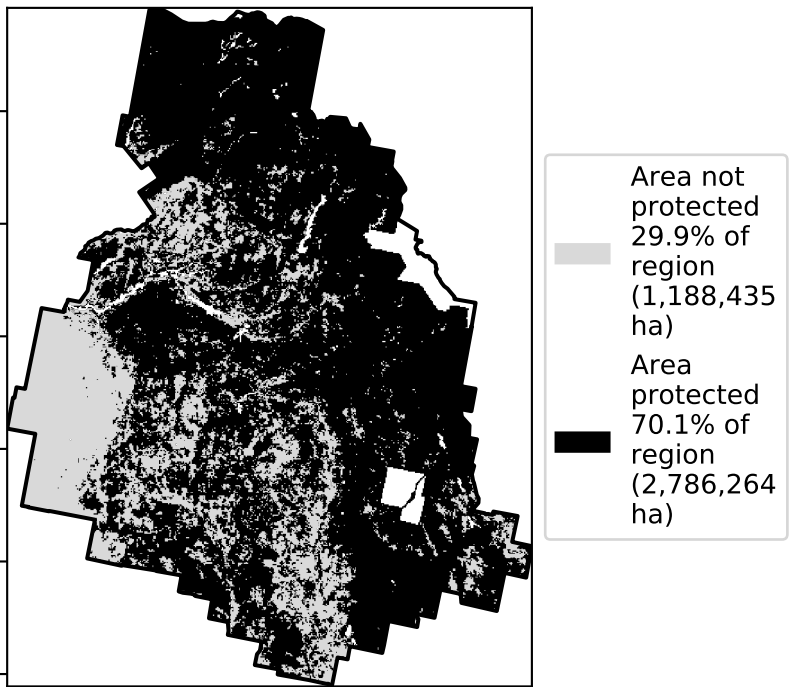 Area not
protected
29.9% of
region
(1,188,435
ha)
Area
protected
70.1% of
region
(2,786,264
ha)